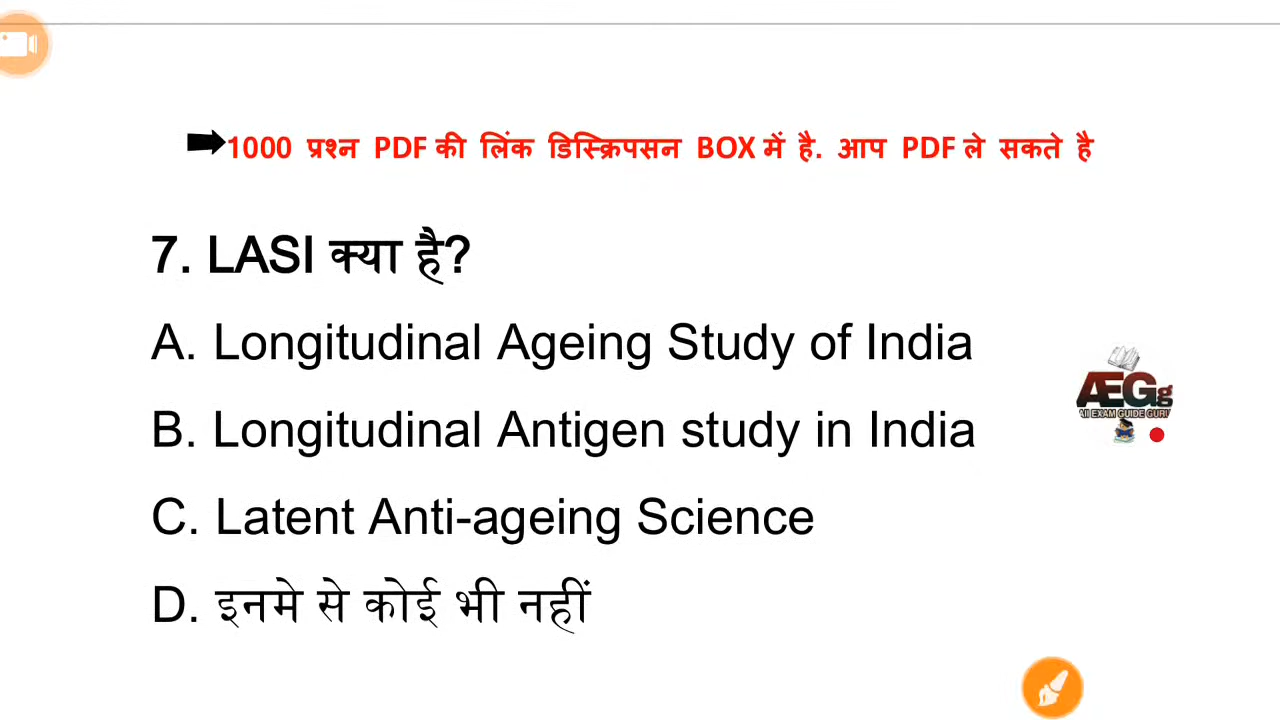 ➡1000 प्रश्न PDF की लिंक डिस्क्रिपसन BOX में है. आप PDF ले सकते है
7. LASI क्या है?
A. Longitudinal Ageing Study of India
B. Longitudinal Antigen study in India
C. Latent Anti-ageing Science
D. इनमे से कोई भी नहीं
ÆGg
All EXAM GUIDE GURU